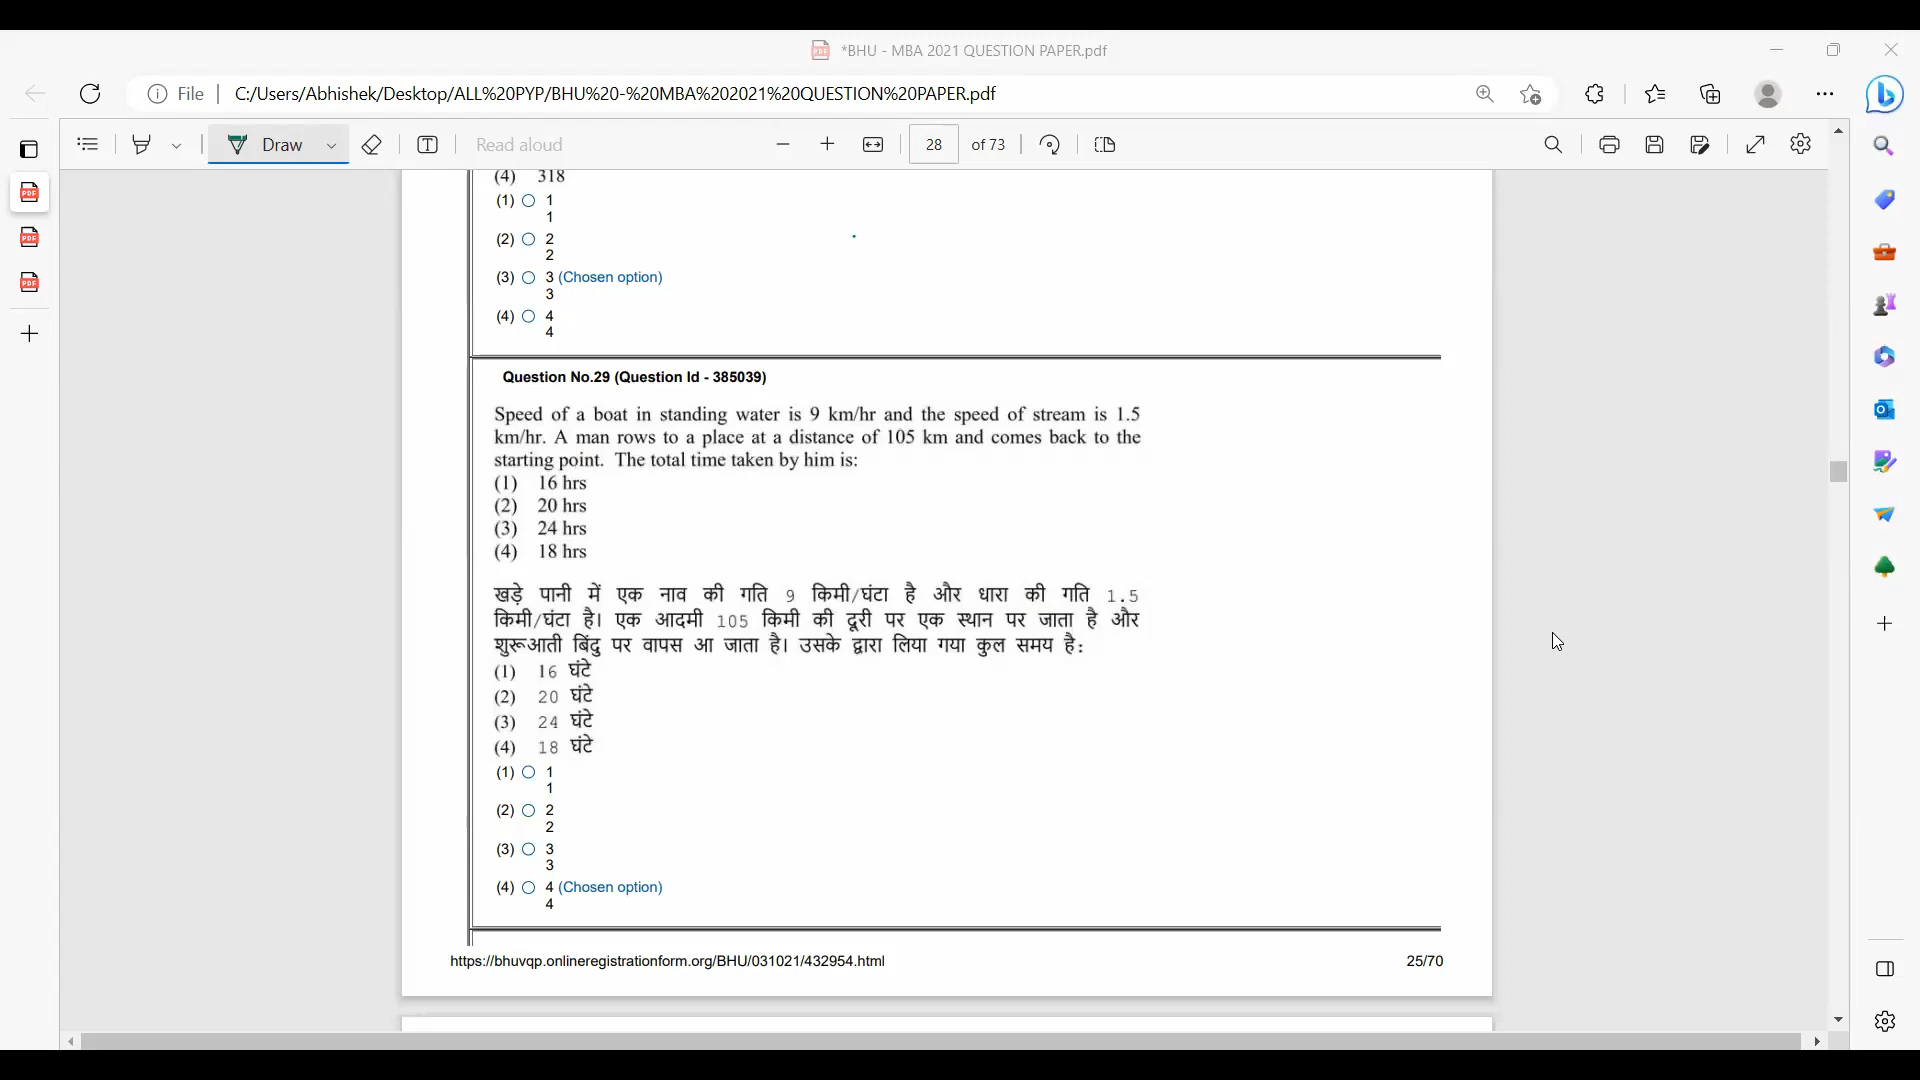 *BHU - MBA 2021 QUESTION PAPER.pdf
File
C:/Users/Abhishek/Desktop/ALL%20PYP/BHU%20-%20MBA%202021%20QUESTION%20PAPER.pdf
Draw
Read aloud
28 of 73
(4) 318
(1) 1
1
(2) 2
2
(3) 3 (Chosen option)
3
(4) 4
4
Question No.29 (Question Id - 385039)
Speed of a boat in standing water is 9 km/hr and the speed of stream is 1.5
km/hr. A man rows to a place at a distance of 105 km and comes back to the
starting point. The total time taken by him is:
(1) 16 hrs
(2) 20 hrs
(3) 24 hrs
(4) 18 hrs
खड़े पानी में एक नाव की गति 9 किमी/घंटा है और धारा की गति 1.5
किमी/घंटा है। एक आदमी 105 किमी की दूरी पर एक स्थान पर जाता है और
शुरूआती बिंदु पर वापस आ जाता है। उसके द्वारा लिया गया कुल समय है:
(1) 16 घंटे
(2) 20 घंटे
(3) 24 घंटे
(4) 18 घंटे
(1) 1
1
(2) 2
2
(3) 3
3
(4) 4 (Chosen option)
4
https://bhuvqp.onlineregistrationform.org/BHU/031021/432954.html
25/70